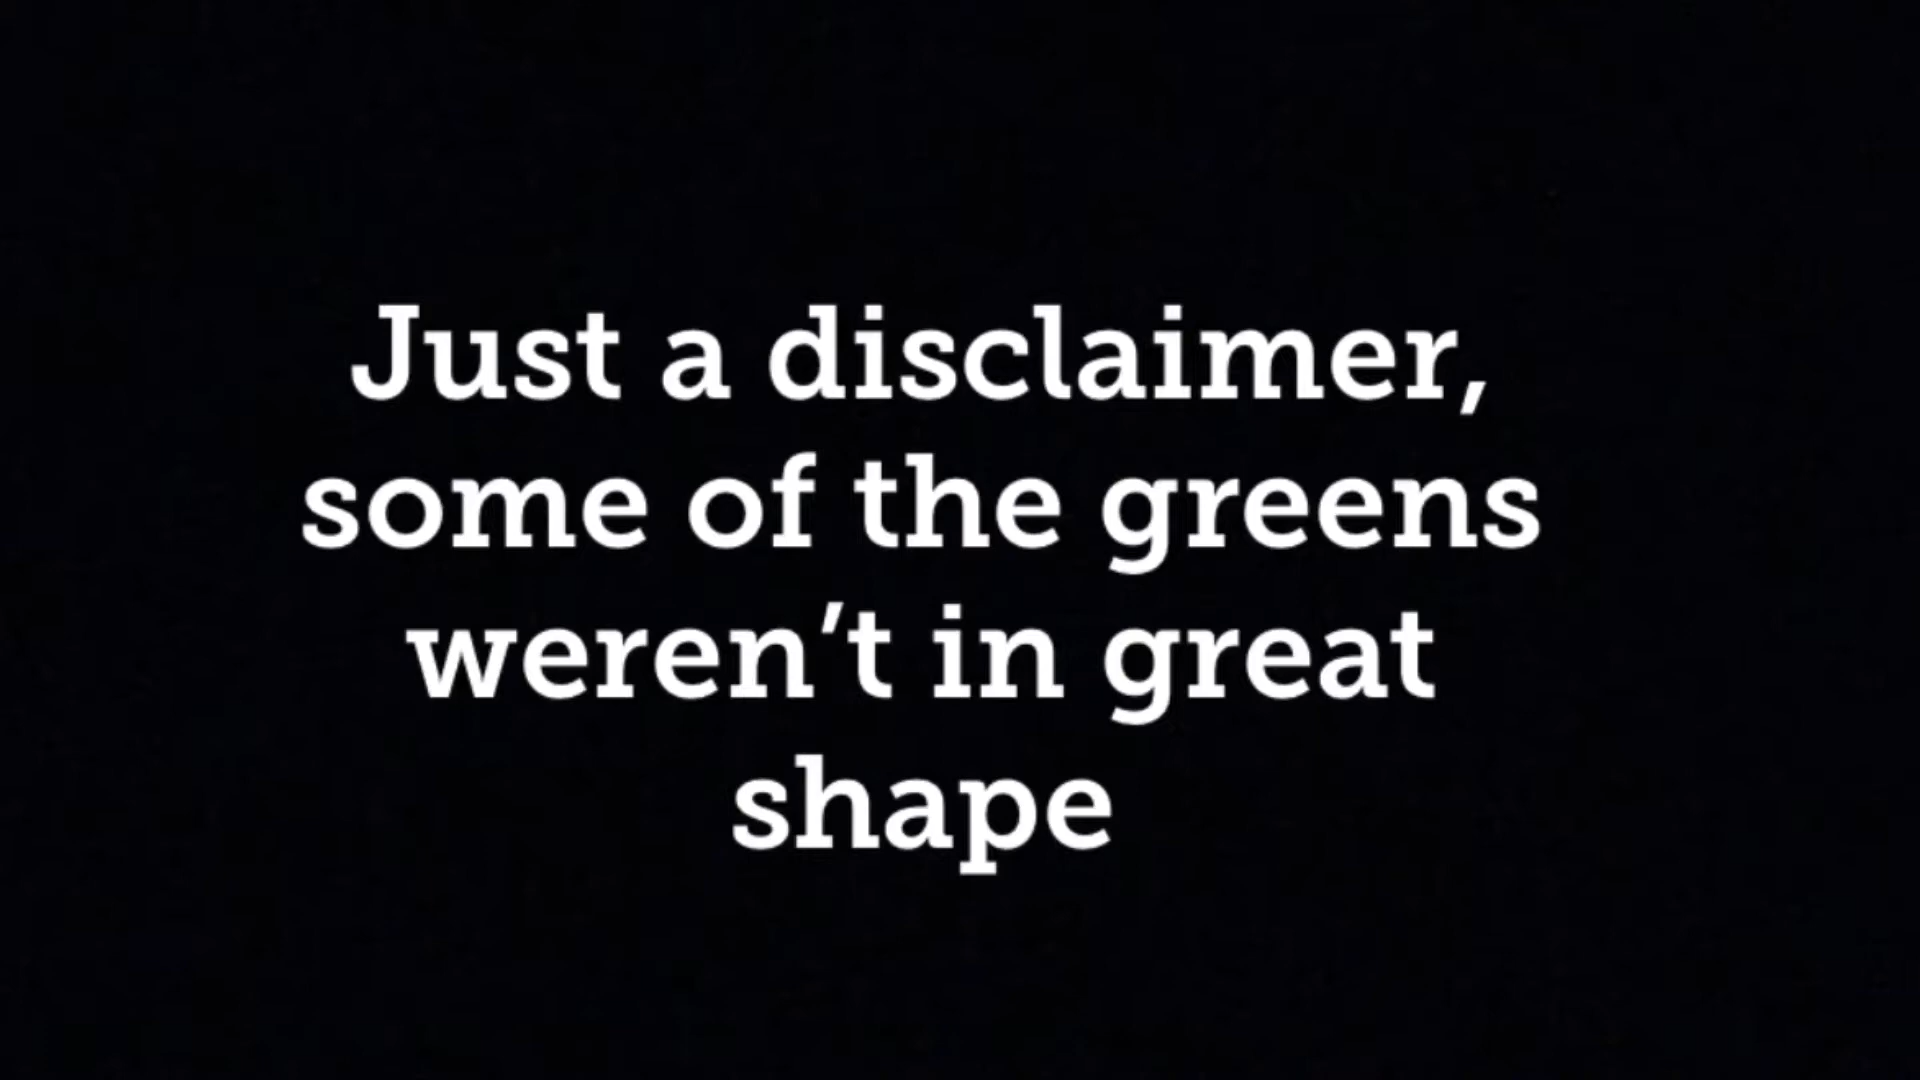 Just a disclaimer,
some of the greens
weren’t in great
shape